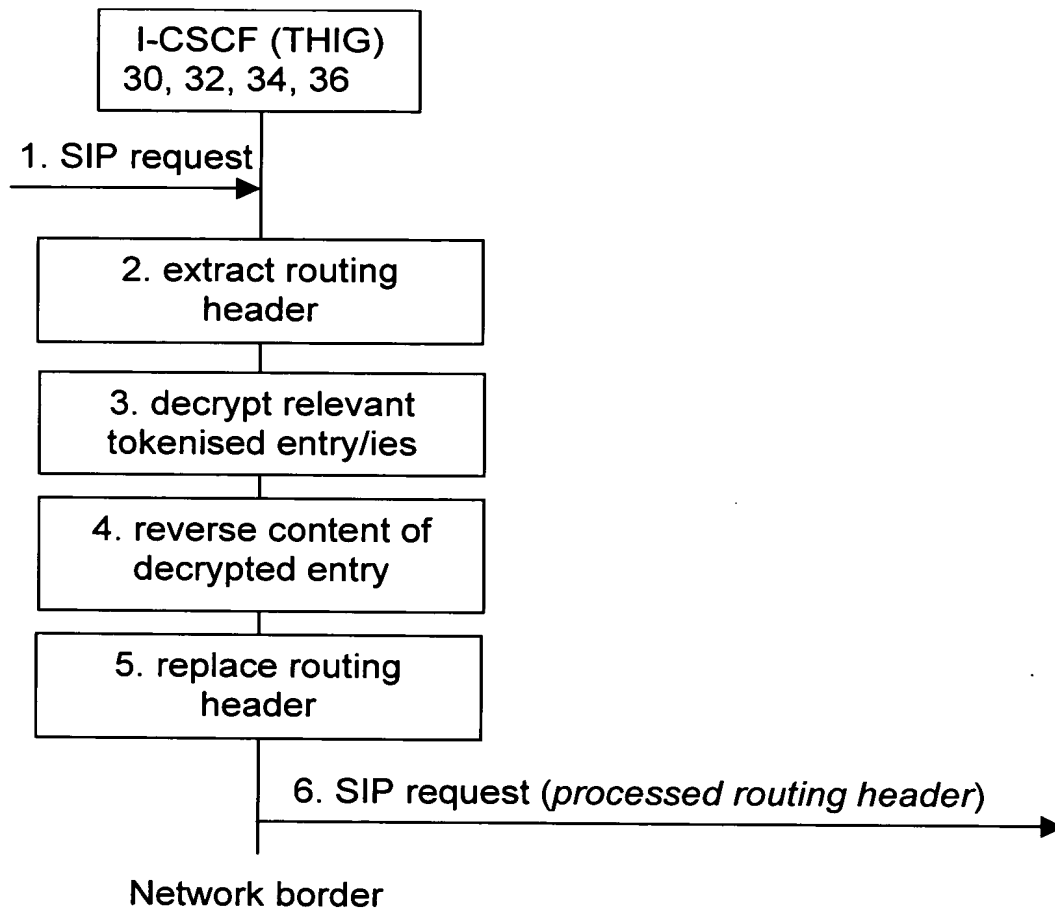 I-CSCF (THIG)
30, 32, 34, 36
1. SIP request
2. extract routing
header
3. decrypt relevant
tokenised entry/ies
4. reverse content of
decrypted entry
5. replace routing
header
6. SIP request (processed routing header)
Network border